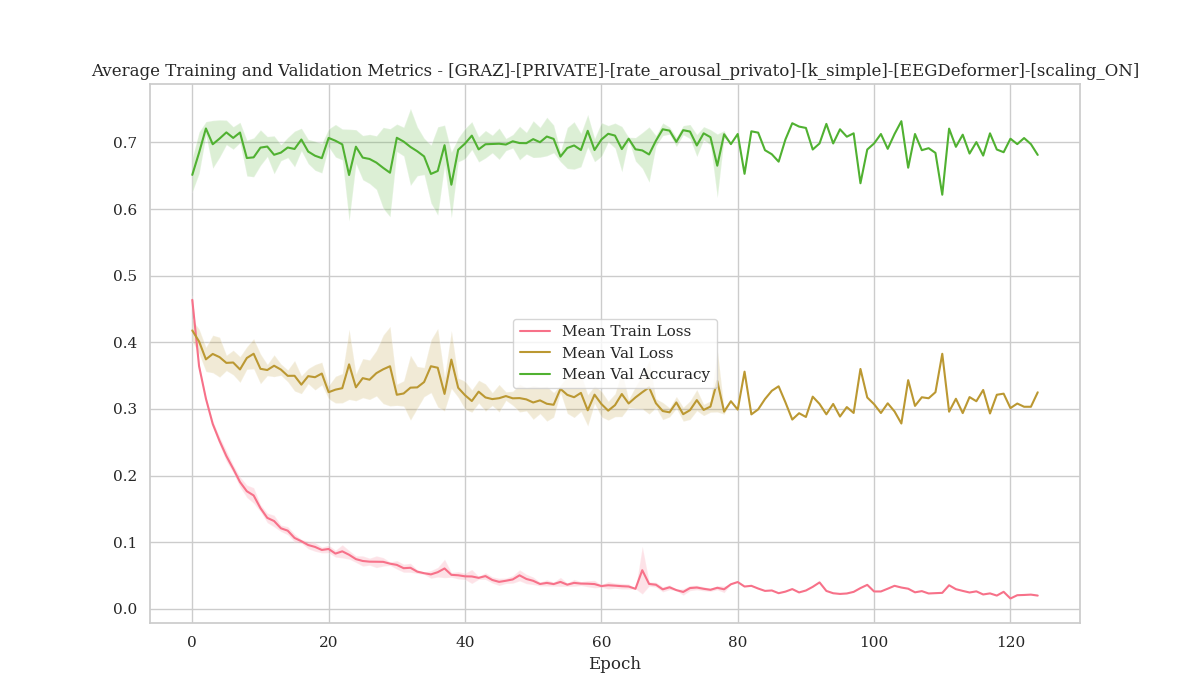 Average Training and Validation Metrics - [GRAZ]-[PRIVATE]-[rate_arousal_privato]-[k_simple]-[EEGDeformer]-[scaling_ON]
0.7
0.6
0.5
0.4
0.3
0.2
0.1
0.0
Mean Train Loss
Mean Val Loss
Mean Val Accuracy
0 20 40 60 80 100 120
Epoch